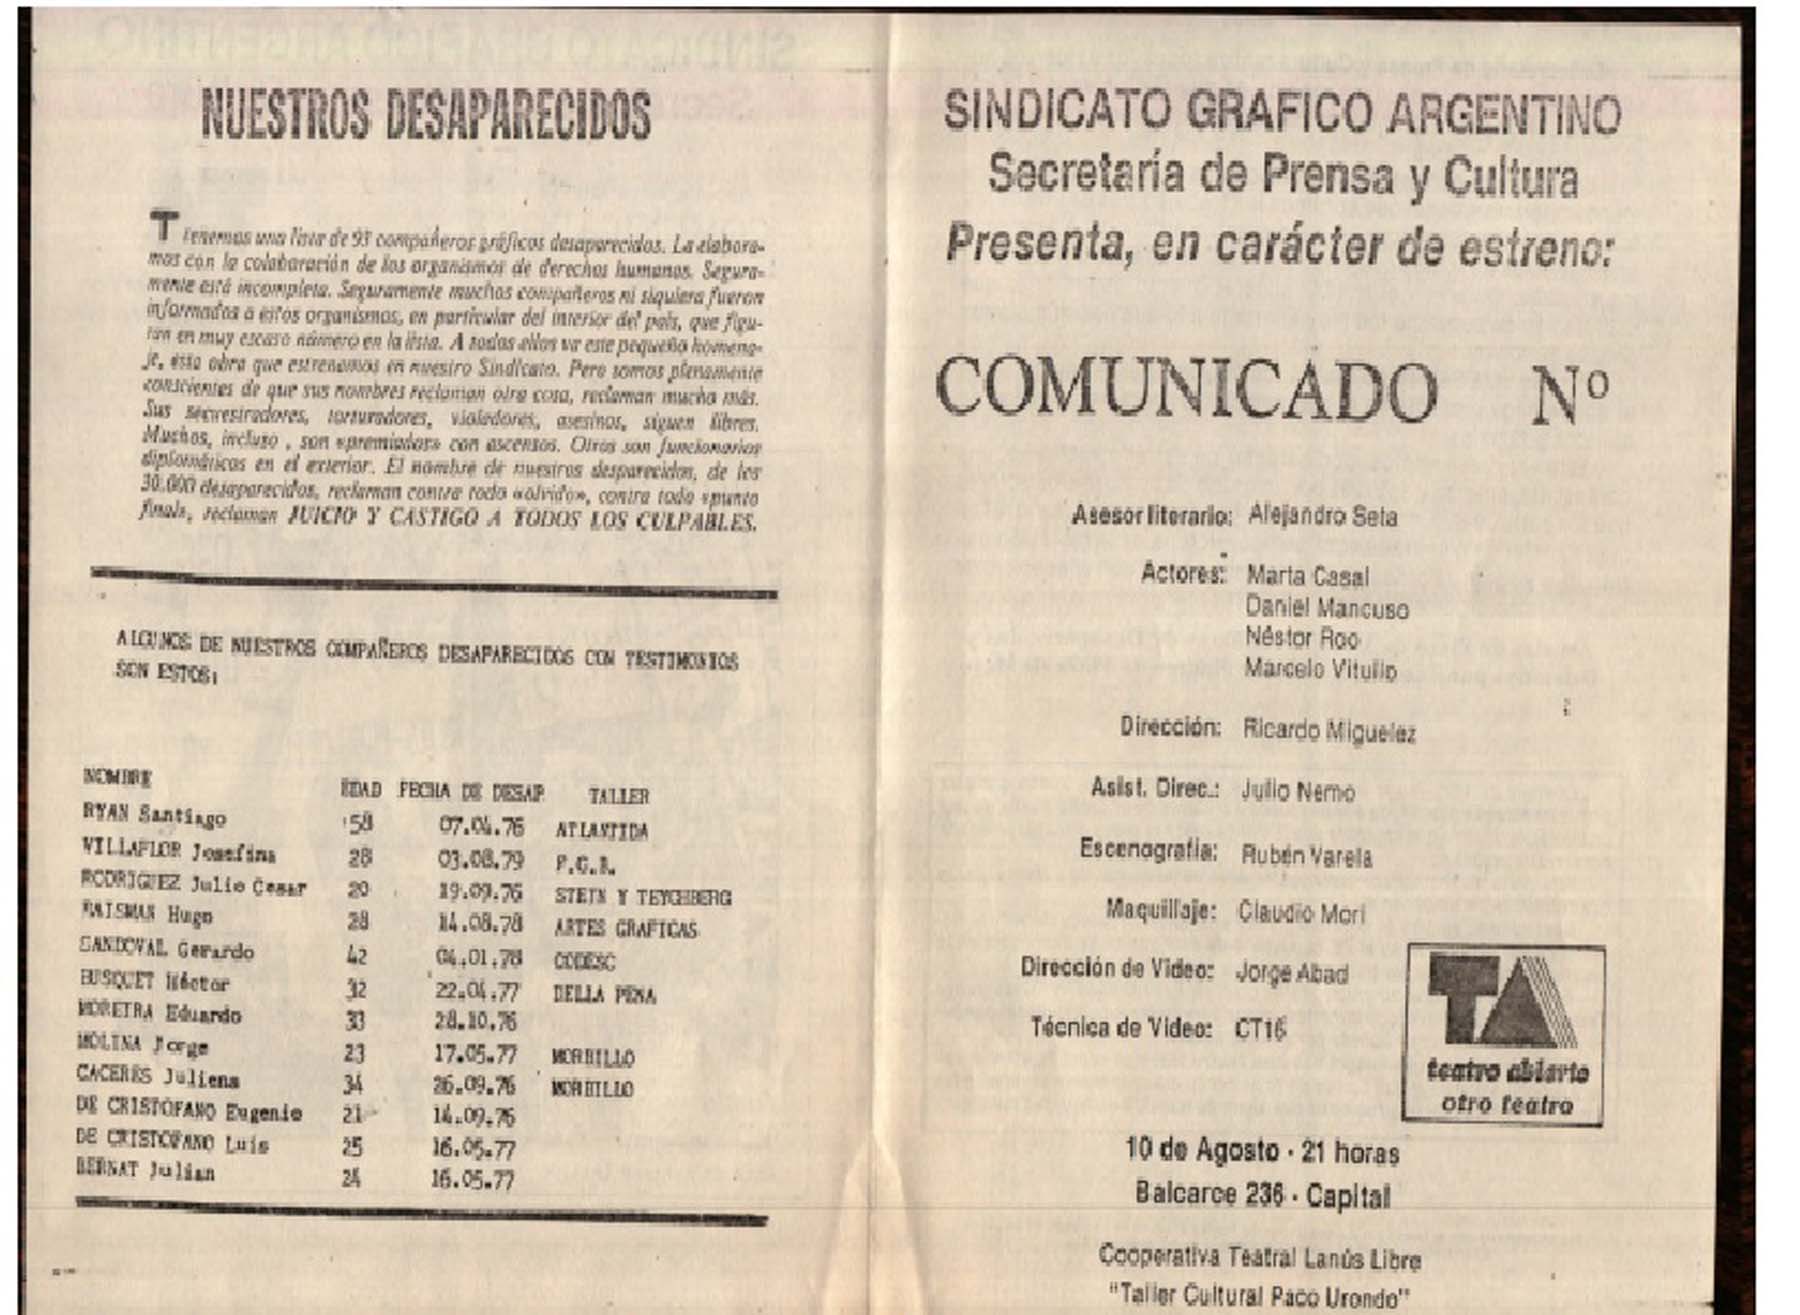 NUESTROS DESAPARECIDOS
Tenemos una lista de 93 compañeros gráficos desaparecidos. La elabora-
mos con la colaboración de los organismos de derechos humanos. Segura-
mente está incompleta. Seguramente muchos compañeros ni siquiera fueron
informados a estos organismos, en particular del interior del país, que figu-
ran en muy escaso número en la lista. A todos ellos va este pequeño homena-
je, ésta obra que estrenamos en nuestro Sindicato. Pero somos plenamente
conscientes de que sus nombres reclaman otra cosa, reclaman mucho más.
Sus secuestradores, torturadores, violadores, asesinos, siguen libres.
Muchos, incluso , son «premiados» con ascensos. Otros son funcionarios
diplomáticos en el exterior. El nombre de nuestros desparecidos, de los
30.000 desaparecidos, reclaman contra todo «olvido», contra todo «punto
final», reclaman JUICIO Y CASTIGO A TODOS LOS CULPABLES.
ALGUNOS DE NUESTROS COMPAÑEROS DESAPARECIDOS CON TESTIMONIOS
SON ESTOS:
NOMBRE EDAD FECHA DE DESAP TALLER
RYAN Santiago 58 07.04.76 ATLANTIDA
VILLAFLOR Josefina 28 03.08.79
RODRIGUEZ Julio Cesar 20 19.09.76 STEIN Y TEYCHBERG
RAISMAN Hugo 28 14.08.78 ARTES GRAFICAS
SANDOVAL Gerardo 42 04.01.78 CODESC
BUSQUET Héctor 32 22.04.77 DELLA PENA
MOREIRA Eduardo 33 28.10.76
MOLINA Jorge 23 17.05.77 MORBILLO
CACERES Juliena 34 26.09.76 MORBILLO
DE CRISTOFANO Eugenio 21 14.09.76
DE CRISTOFANO Luis 25 16.05.77
BERNAT Julian 24 16.05.77
SINDICATO GRAFICO ARGENTINO
Secretaría de Prensa y Cultura
Presenta, en carácter de estreno:
COMUNICADO Nº
Asesor literario: Alejandro Seta
Actores: Marta Casal
Daniel Mancuso
Néstor Roo
Marcelo Vitullo
Dirección: Ricardo Miguelez
Asist. Direc.: Julio Nemo
Escenografía: Rubén Varela
Maquillaje: Claudio Mori
Dirección de Video: Jorge Abad
Técnica de Video: CT16
TA
teatro abierto
otro teatro
10 de Agosto · 21 horas
Balcarce 236 · Capital
Cooperativa Teatral Lanús Libre
"Taller Cultural Paco Urondo"